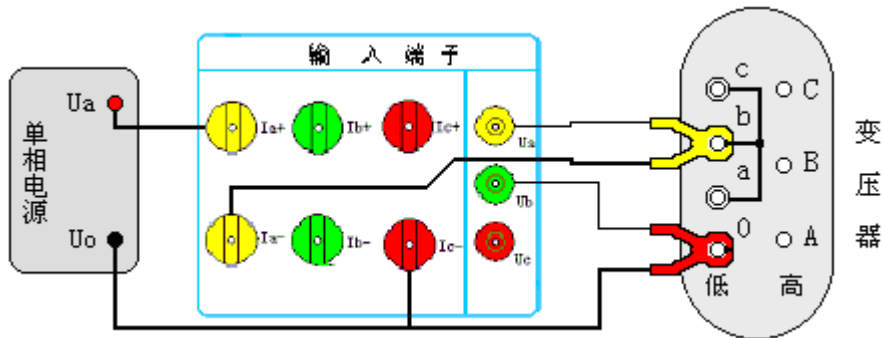 输入端子
单相电源
Ua
Uo
Ia+ Ib+ Ic+
Ia- Ib- Ic-
Ua
Ub
Uc
c C
b
a B
0 A
低 高
变压器